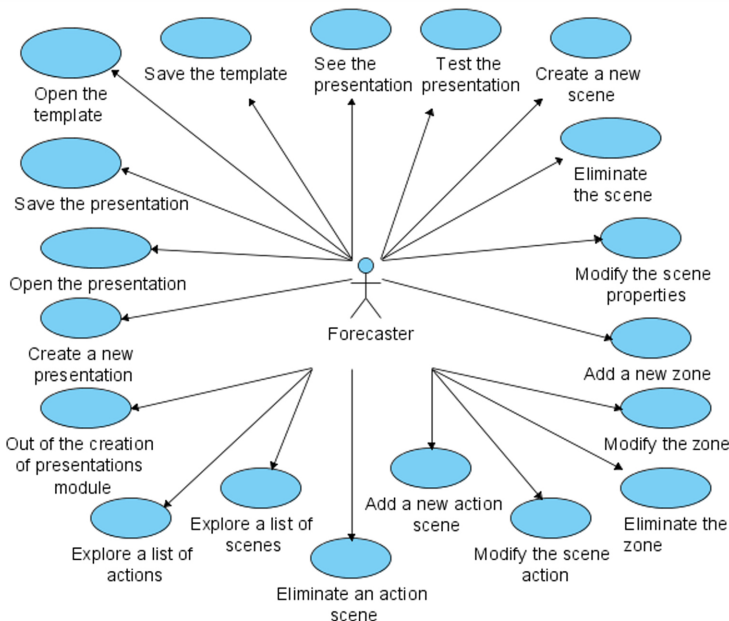 Open the
template
Save the template
See the
presentation
Test the
presentation
Create a new
scene
Eliminate
the scene
Save the presentation
Open the presentation
Modify the scene
properties
Forecaster
Create a new
presentation
Add a new zone
Out of the creation
of presentations
module
Modify the zone
Explore a list of
actions
Explore a list of
scenes
Eliminate an action
scene
Add a new action
scene
Modify the scene
action
Eliminate the
zone